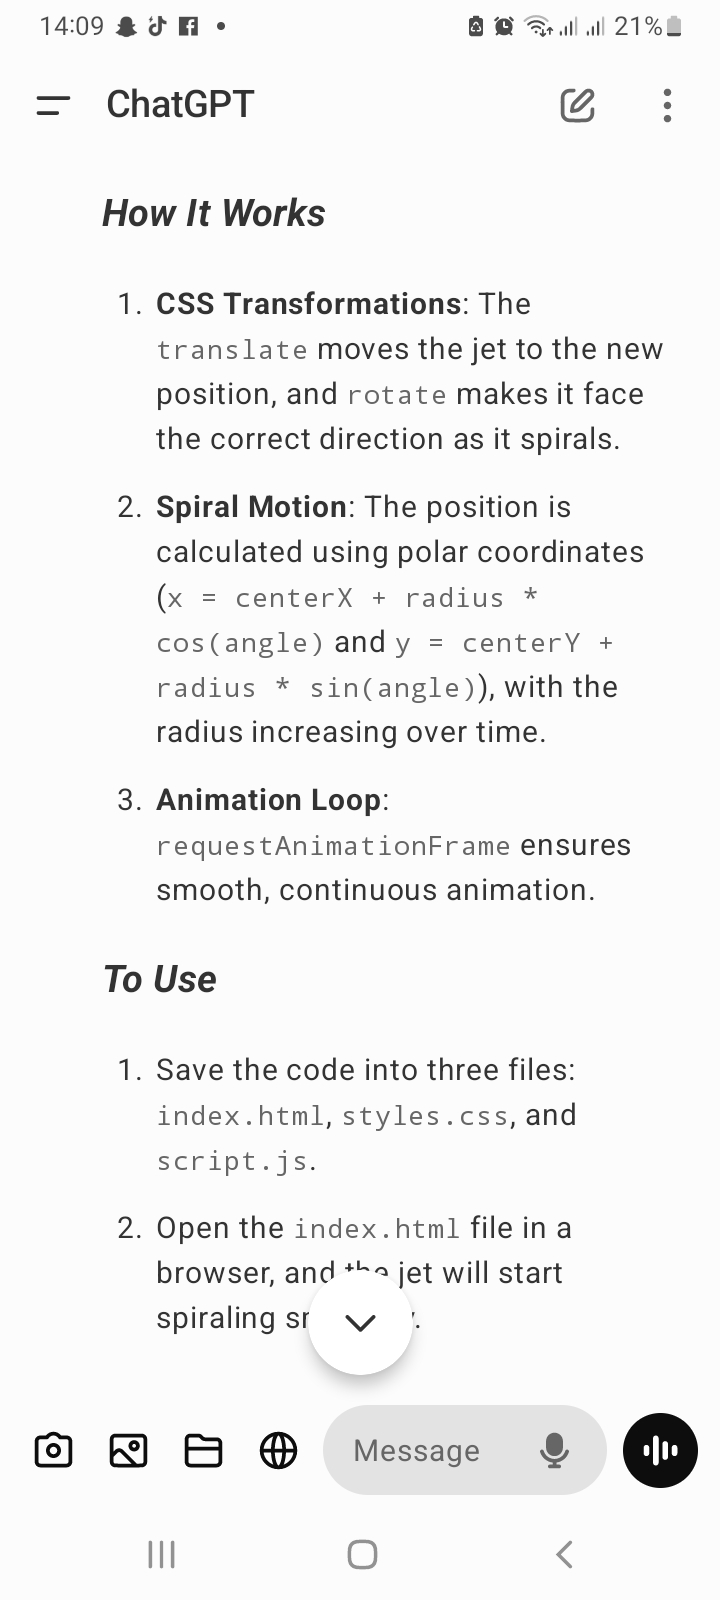 14:09
21%
ChatGPT
How It Works
1. CSS Transformations: The
translate moves the jet to the new
position, and rotate makes it face
the correct direction as it spirals.
2. Spiral Motion: The position is
calculated using polar coordinates
(x = centerX + radius *
cos(angle) and y = centerY +
radius * sin(angle)), with the
radius increasing over time.
3. Animation Loop:
requestAnimationFrame ensures
smooth, continuous animation.
To Use
1. Save the code into three files:
index.html, styles.css, and
script.js.
2. Open the index.html file in a
browser, and the jet will start
spiraling
Message